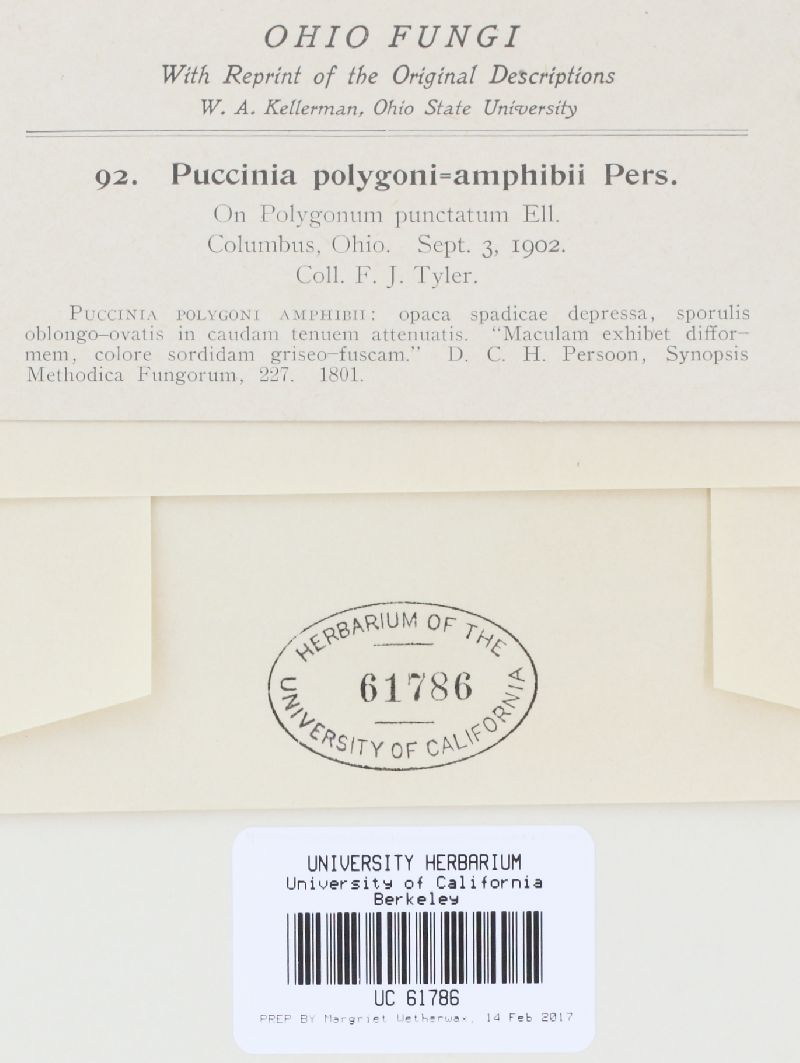 OHIO FUNGI
With Reprint of the Original Descriptions
W. A. Kellerman, Ohio State University
92. Puccinia polygoni=amphibii Pers.
On Polygonum punctatum Ell.
Columbus, Ohio. Sept. 3, 1902.
Coll. F. J. Tyler.
PUCCINIA POLYGONI AMPHIBII: opaca spadicae depressa, sporulis
oblongo-ovatis in caudam tenuem attenuatis. "Maculam exhibet diffor-
mem, colore sordidam griseo-fuscam." D. C. H. Persoon, Synopsis
Methodica Fungorum, 227. 1801.
HERBARIUM OF THE
61786
UNIVERSITY OF CALIFORNIA
UNIVERSITY HERBARIUM
University of California
Berkeley
UC 61786
PREP BY Margriet Wetherwax, 14 Feb 2017